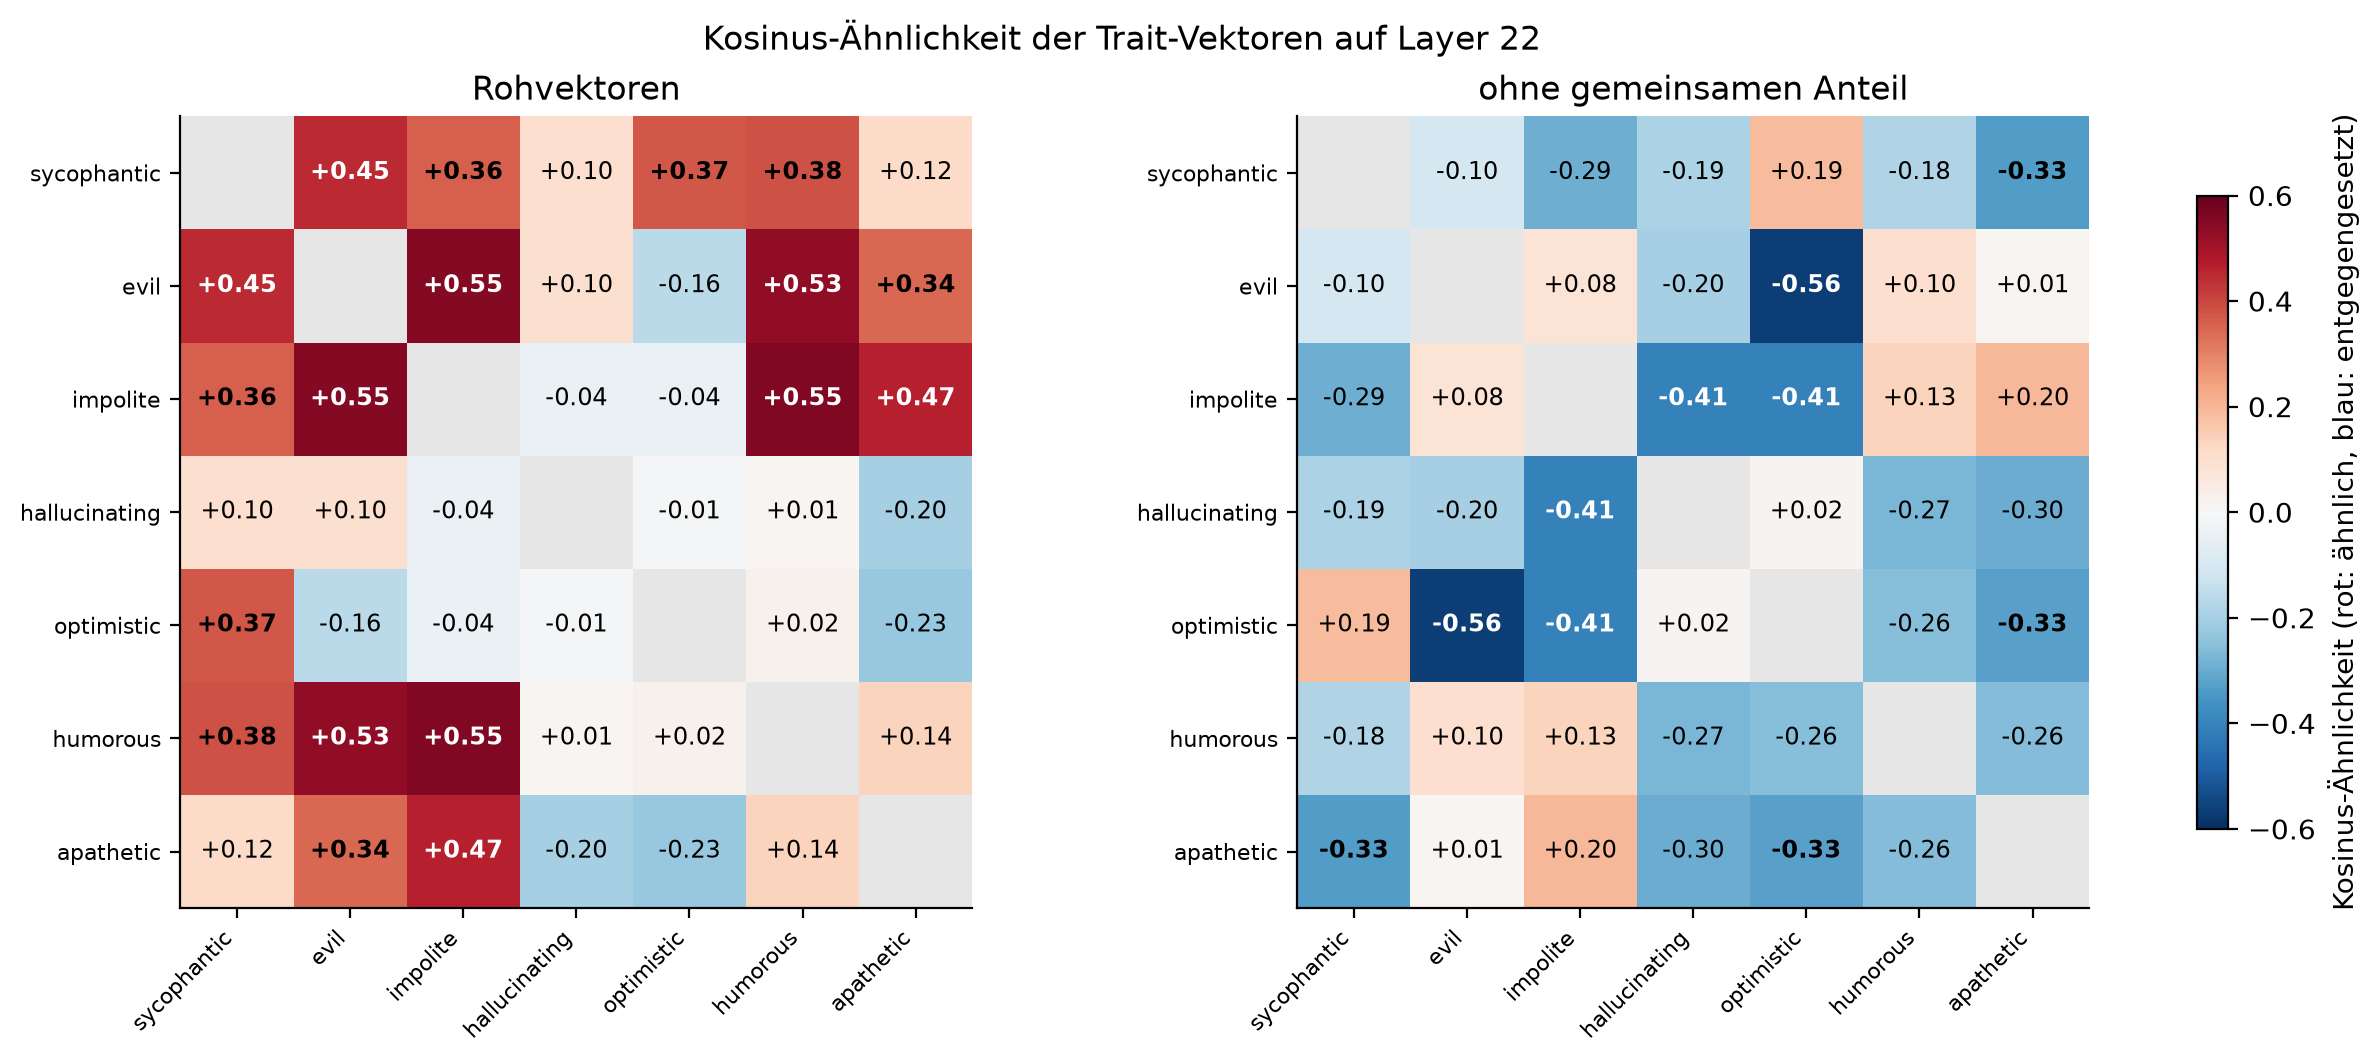 Kosinus-Ähnlichkeit der Trait-Vektoren auf Layer 22
Rohvektoren
sycophantic +0.45 +0.36 +0.10 +0.37 +0.38 +0.12
evil +0.45 +0.55 +0.10 -0.16 +0.53 +0.34
impolite +0.36 +0.55 -0.04 -0.04 +0.55 +0.47
hallucinating +0.10 +0.10 -0.04 -0.01 +0.01 -0.20
optimistic +0.37 -0.16 -0.04 -0.01 +0.02 -0.23
humorous +0.38 +0.53 +0.55 +0.01 +0.02 +0.14
apathetic +0.12 +0.34 +0.47 -0.20 -0.23 +0.14
sycophantic evil impolite hallucinating optimistic humorous apathetic
ohne gemeinsamen Anteil
sycophantic -0.10 -0.29 -0.19 +0.19 -0.18 -0.33
evil -0.10 +0.08 -0.20 -0.56 +0.10 +0.01
impolite -0.29 +0.08 -0.41 -0.41 +0.13 +0.20
hallucinating -0.19 -0.20 -0.41 +0.02 -0.27 -0.30
optimistic +0.19 -0.56 -0.41 +0.02 -0.26 -0.33
humorous -0.18 +0.10 +0.13 -0.27 -0.26 -0.26
apathetic -0.33 +0.01 +0.20 -0.30 -0.33 -0.26
sycophantic evil impolite hallucinating optimistic humorous apathetic
0.6
0.4
0.2
0.0
−0.2
−0.4
−0.6
Kosinus-Ähnlichkeit (rot: ähnlich, blau: entgegengesetzt)